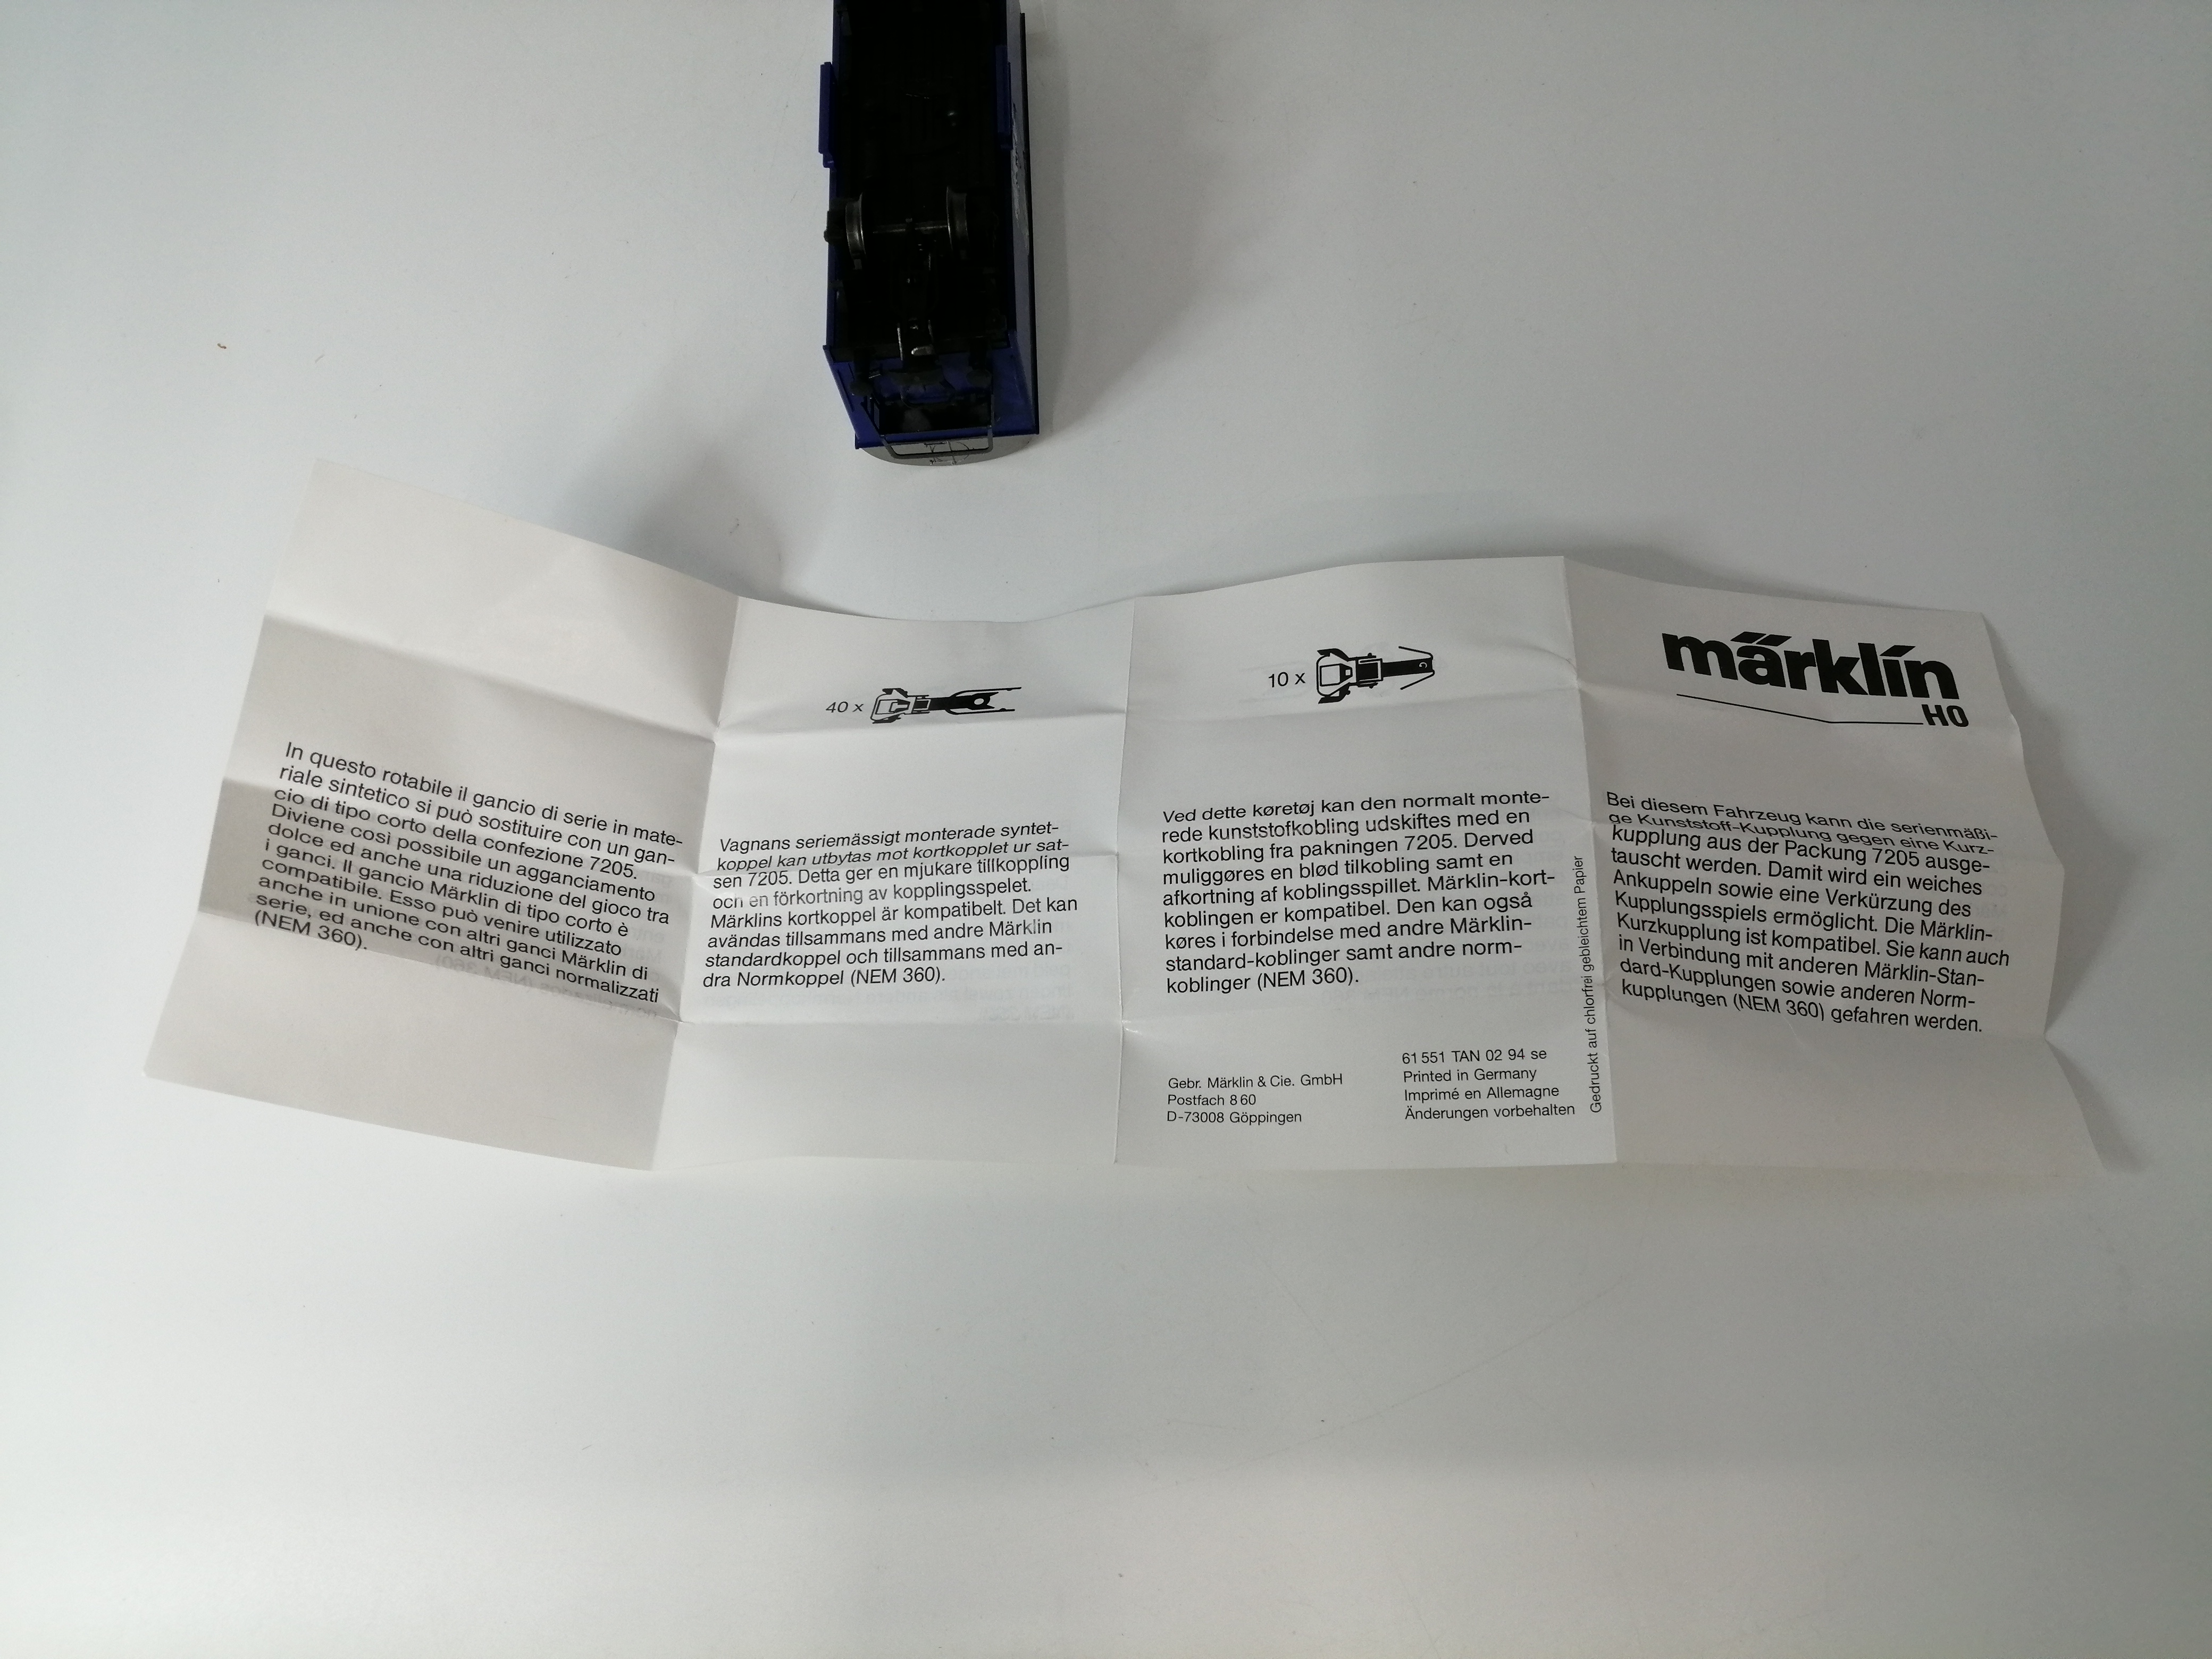 In questo rotabile il gancio di serie in mate-
riale sintetico si può sostituire con un gan-
cio di tipo corto della confezione 7205.
Diviene così possibile un agganciamento
dolce ed anche una riduzione del gioco tra
i ganci. Il gancio Märklin di tipo corto è
compatibile. Esso può venire utilizzato
anche in unione con altri ganci Märklin di
serie, ed anche con altri ganci normalizzati
(NEM 360).
40 x
Vagnans seriemässigt monterade syntet-
koppel kan utbytas mot kortkopplet ur sat-
sen 7205. Detta ger en mjukare tillkoppling
och en förkortning av kopplingsspelet.
Märklins kortkoppel är kompatibelt. Det kan
avändas tillsammans med andre Märklin
standardkoppel och tillsammans med an-
dra Normkoppel (NEM 360).
10 x
Ved dette køretøj kan den normalt monte-
rede kunststofkobling udskiftes med en
kortkobling fra pakningen 7205. Derved
muliggøres en blød tilkobling samt en
afkortning af koblingsspillet. Märklin-kort-
koblingen er kompatibel. Den kan også
køres i forbindelse med andre Märklin-
standard-koblinger samt andre norm-
koblinger (NEM 360).
Gebr. Märklin & Cie. GmbH
Postfach 8 60
D-73008 Göppingen
61 551 TAN 02 94 se
Printed in Germany
Imprimé en Allemagne
Änderungen vorbehalten
Gedruckt auf chlorfrei gebleichtem Papier
märklin
H0
Bei diesem Fahrzeug kann die serienmäßi-
ge Kunststoff-Kupplung gegen eine Kurz-
kupplung aus der Packung 7205 ausge-
tauscht werden. Damit wird ein weiches
Ankuppeln sowie eine Verkürzung des
Kupplungsspiels ermöglicht. Die Märklin-
Kurzkupplung ist kompatibel. Sie kann auch
in Verbindung mit anderen Märklin-Stan-
dard-Kupplungen sowie anderen Norm-
kupplungen (NEM 360) gefahren werden.